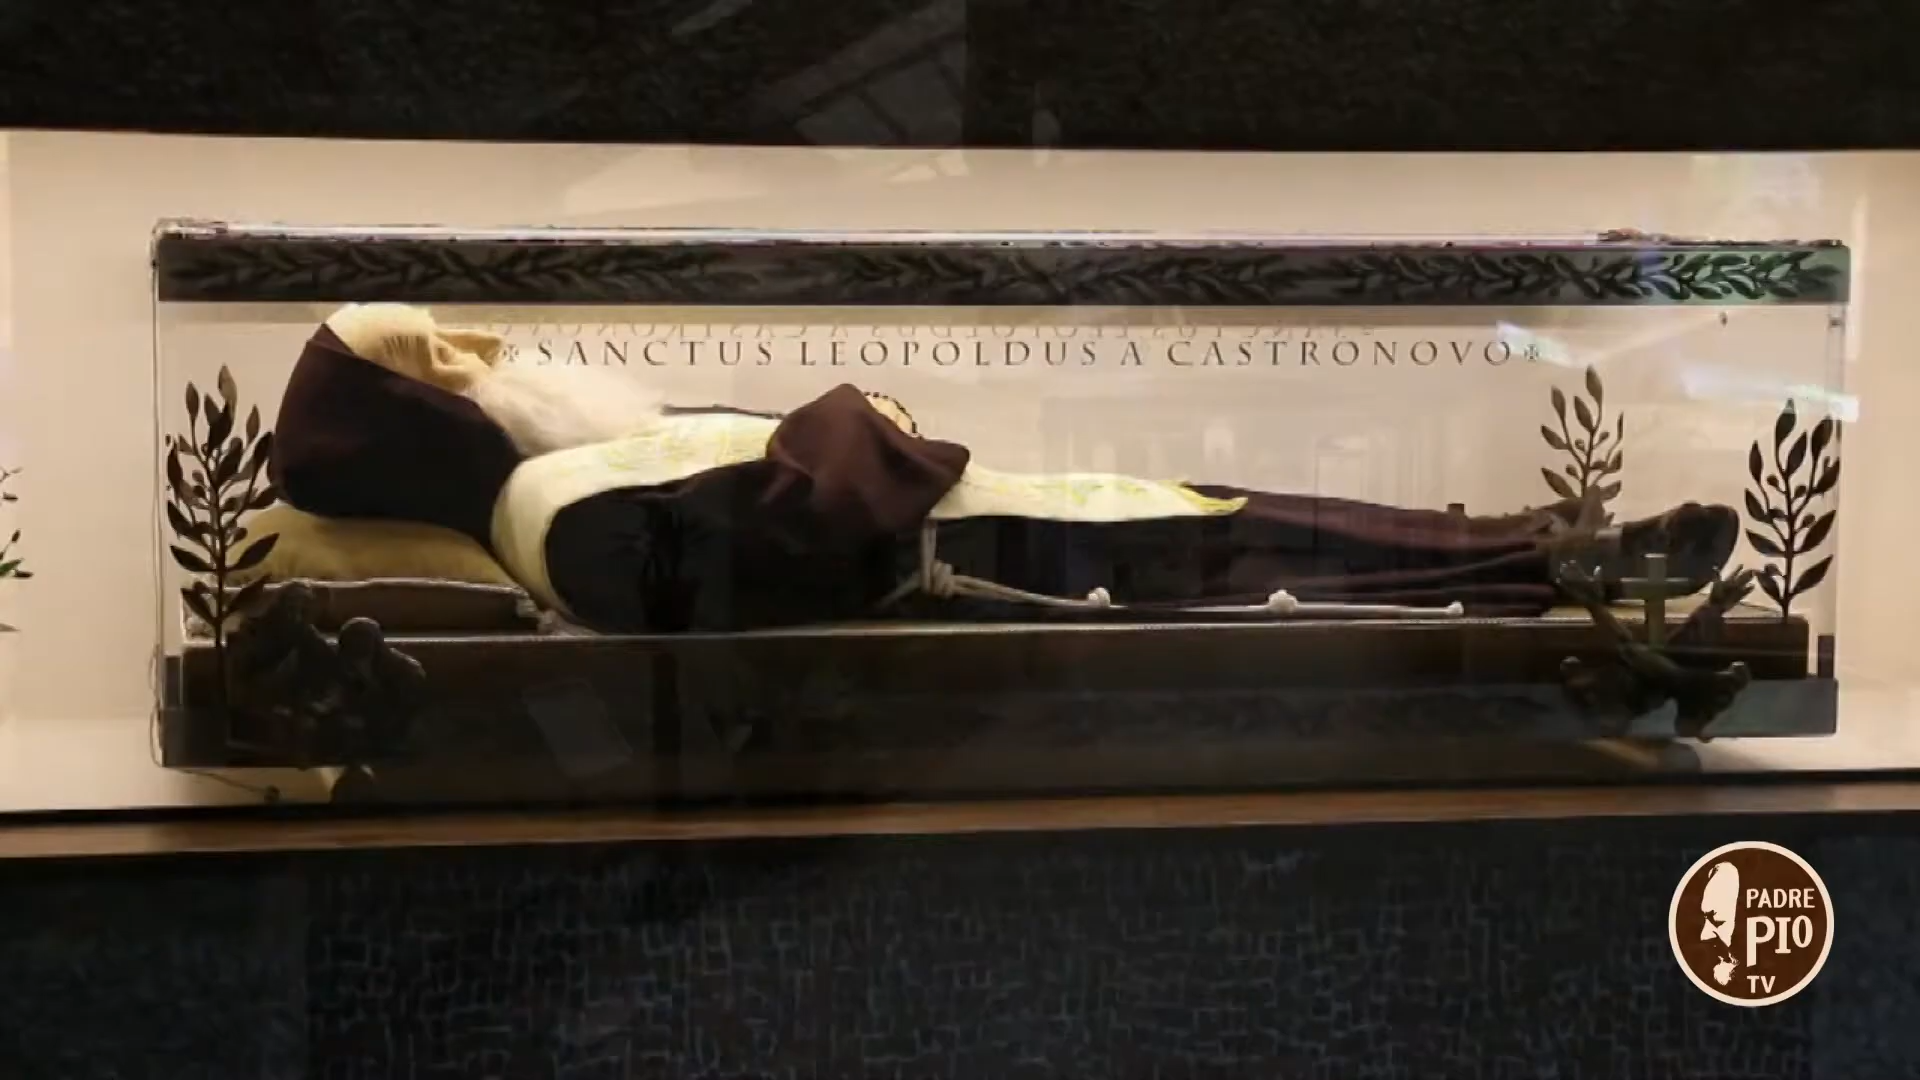 ✠ SANCTUS LEOPOLDUS A CASTRONOVO ✠
PADRE
PIO
TV